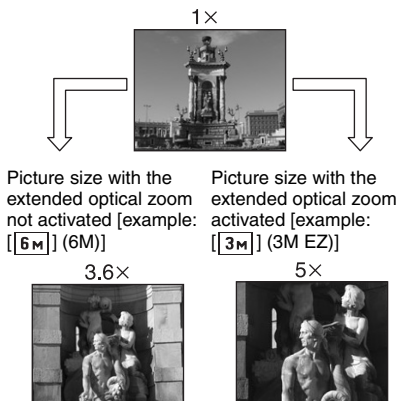 1×
Picture size with the
extended optical zoom
not activated [example:
[6M] (6M)]
3.6×
Picture size with the
extended optical zoom
activated [example:
[3M] (3M EZ)]
5×